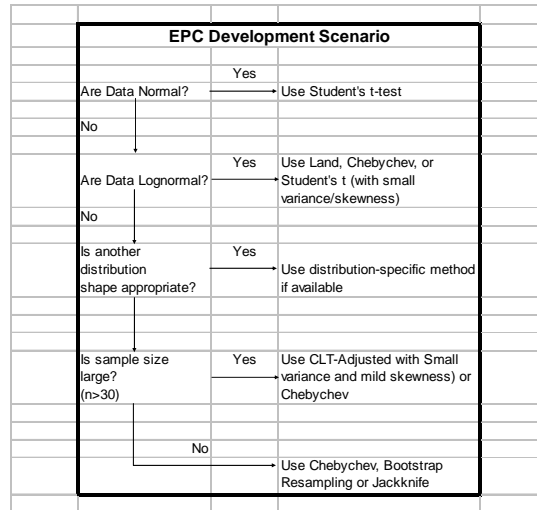 EPC Development Scenario
Yes
Are Data Normal?
Use Student's t-test
No
Yes
Use Land, Chebychev, or
Are Data Lognormal?
Student's t (with small
variance/skewness)
No
Is another
Yes
distribution
Use distribution-specific method
shape appropriate?
if available
Is sample size
Yes
Use CLT-Adjusted with Small
large?
variance and mild skewness) or
(n>30)
Chebychev
No
Use Chebychev, Bootstrap
Resampling or Jackknife